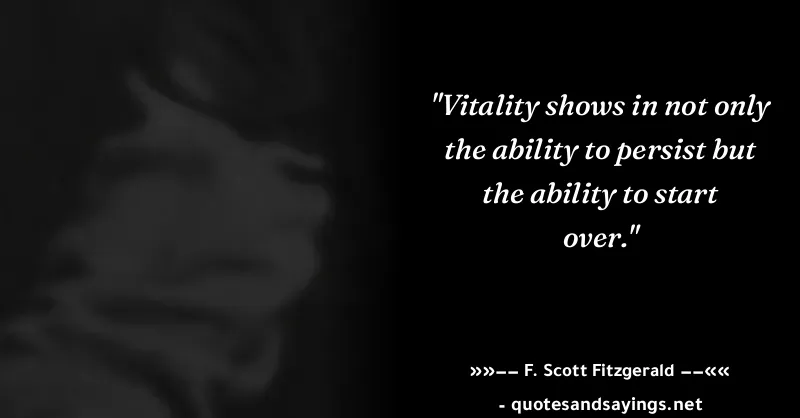 "Vitality shows in not only
the ability to persist but
the ability to start
over."
»»–– F. Scott Fitzgerald ––««
- quotesandsayings.net